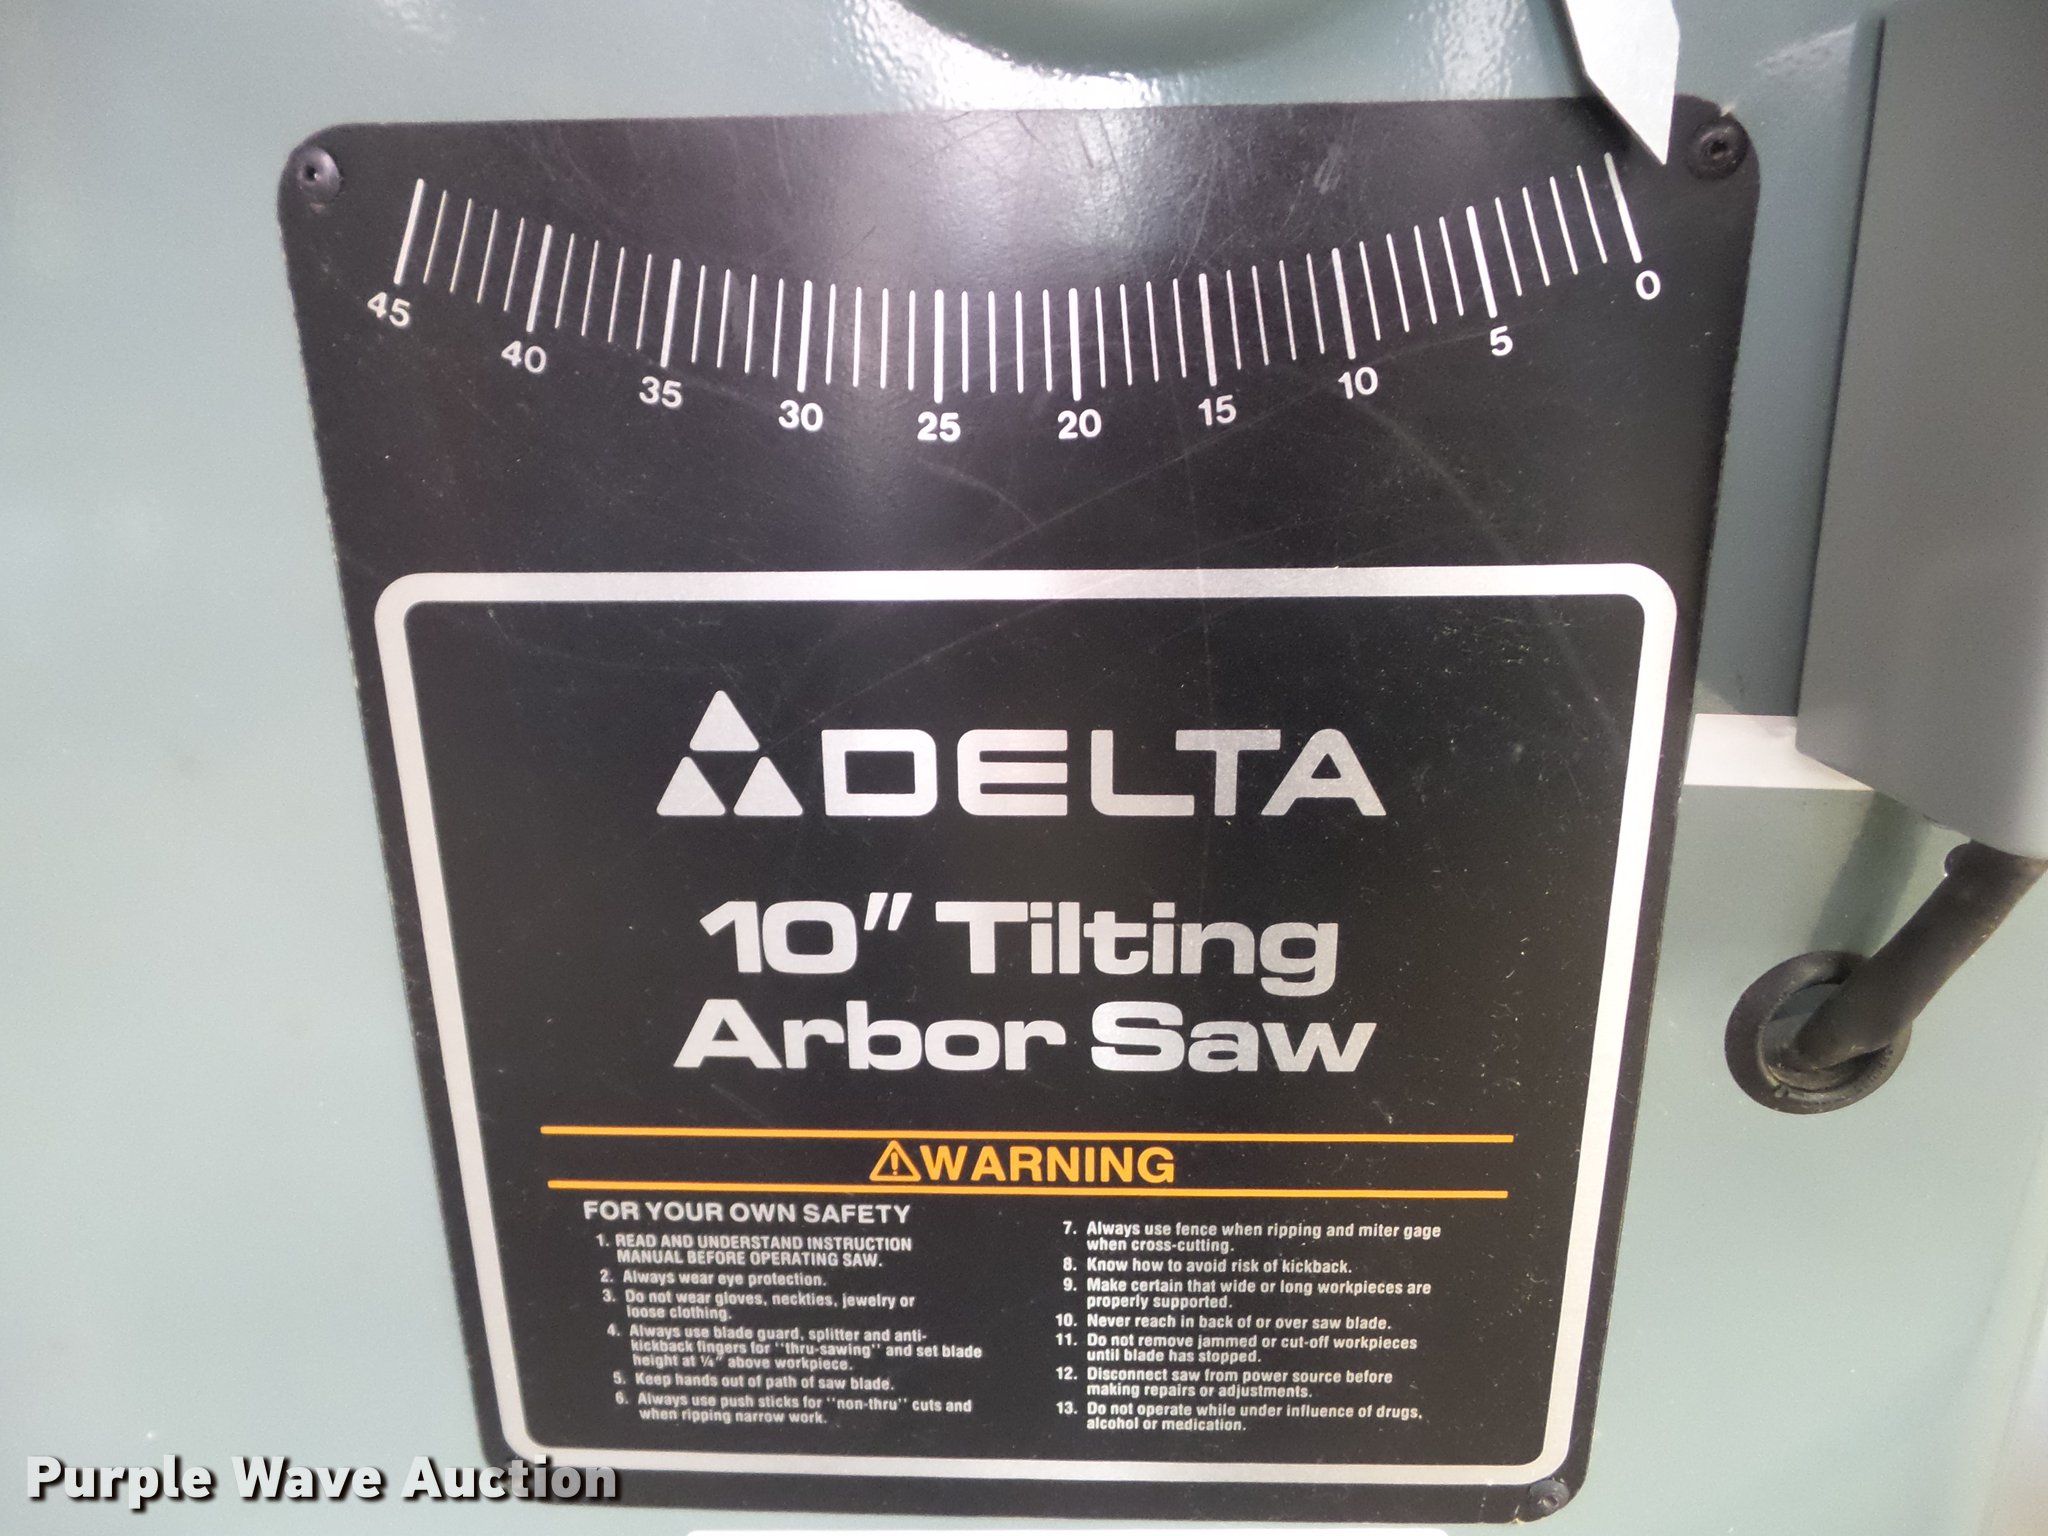 45 40 35 30 25 20 15 10 5 0
DELTA
10" Tilting
Arbor Saw
⚠WARNING
FOR YOUR OWN SAFETY
1. READ AND UNDERSTAND INSTRUCTION
MANUAL BEFORE OPERATING SAW.
2. Always wear eye protection.
3. Do not wear gloves, neckties, jewelry or
loose clothing.
4. Always use blade guard, splitter and anti-
kickback fingers for "thru-sawing" and set blade
height at ¼" above workpiece.
5. Keep hands out of path of saw blade.
6. Always use push sticks for "non-thru" cuts and
when ripping narrow work.
7. Always use fence when ripping and miter gage
when cross-cutting.
8. Know how to avoid risk of kickback.
9. Make certain that wide or long workpieces are
properly supported.
10. Never reach in back of or over saw blade.
11. Do not remove jammed or cut-off workpieces
until blade has stopped.
12. Disconnect saw from power source before
making repairs or adjustments.
13. Do not operate while under influence of drugs,
alcohol or medication.
Purple Wave Auction